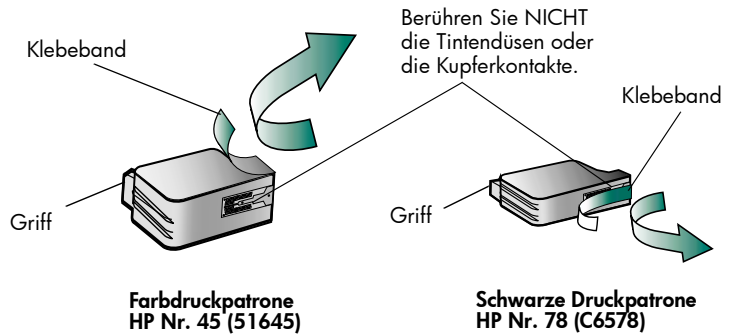 Klebeband
Berühren Sie NICHT
die Tintendüsen oder
die Kupferkontakte.
Klebeband
Griff
Griff
Farbdruckpatrone
HP Nr. 45 (51645)
Schwarze Druckpatrone
HP Nr. 78 (C6578)